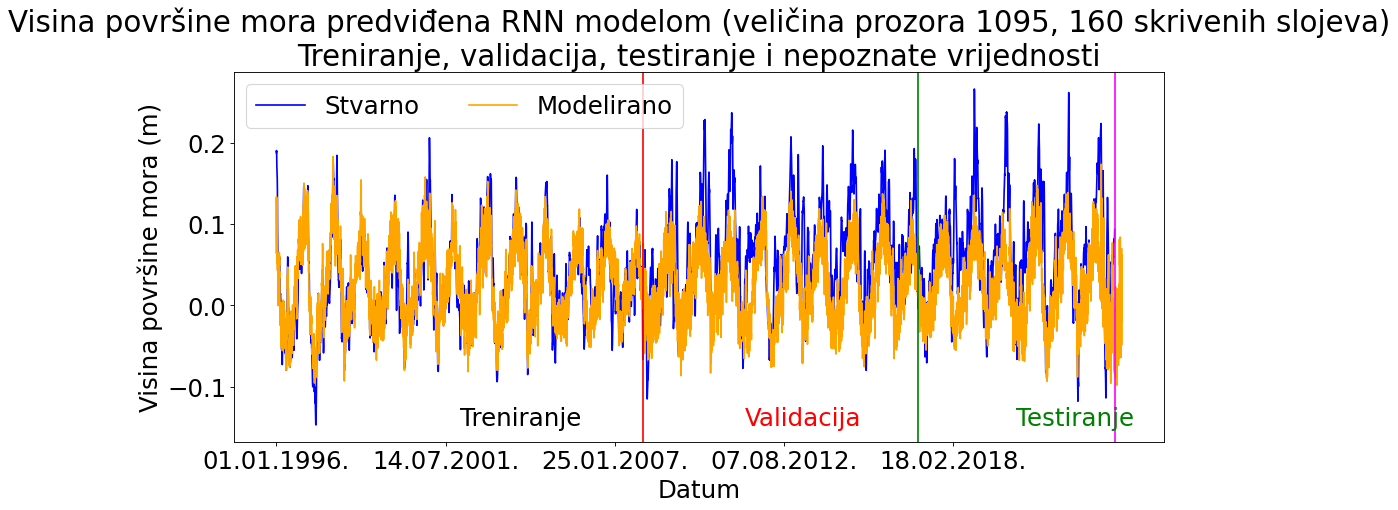 Visina površine mora predviđena RNN modelom (veličina prozora 1095, 160 skrivenih slojeva)
Treniranje, validacija, testiranje i nepoznate vrijednosti
Stvarno Modelirano
Visina površine mora (m)
0.2
0.1
0.0
−0.1
Treniranje Validacija Testiranje
01.01.1996. 14.07.2001. 25.01.2007. 07.08.2012. 18.02.2018.
Datum